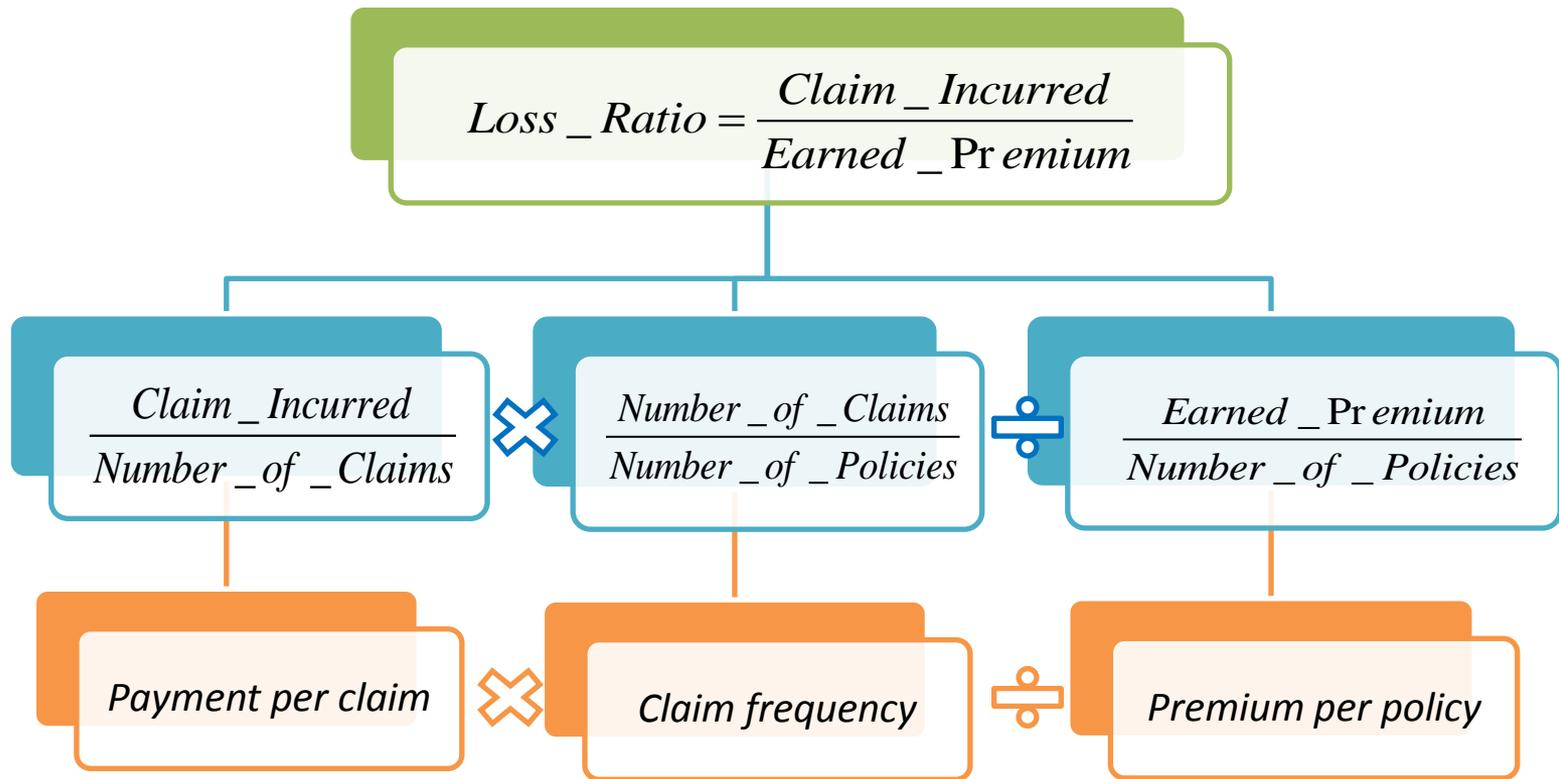 Loss _ Ratio = Claim _ Incurred / Earned _ Pr emium
Claim _ Incurred
Number _ of _ Claims
×
Number _ of _ Claims
Number _ of _ Policies
÷
Earned _ Pr emium
Number _ of _ Policies
Payment per claim
×
Claim frequency
÷
Premium per policy